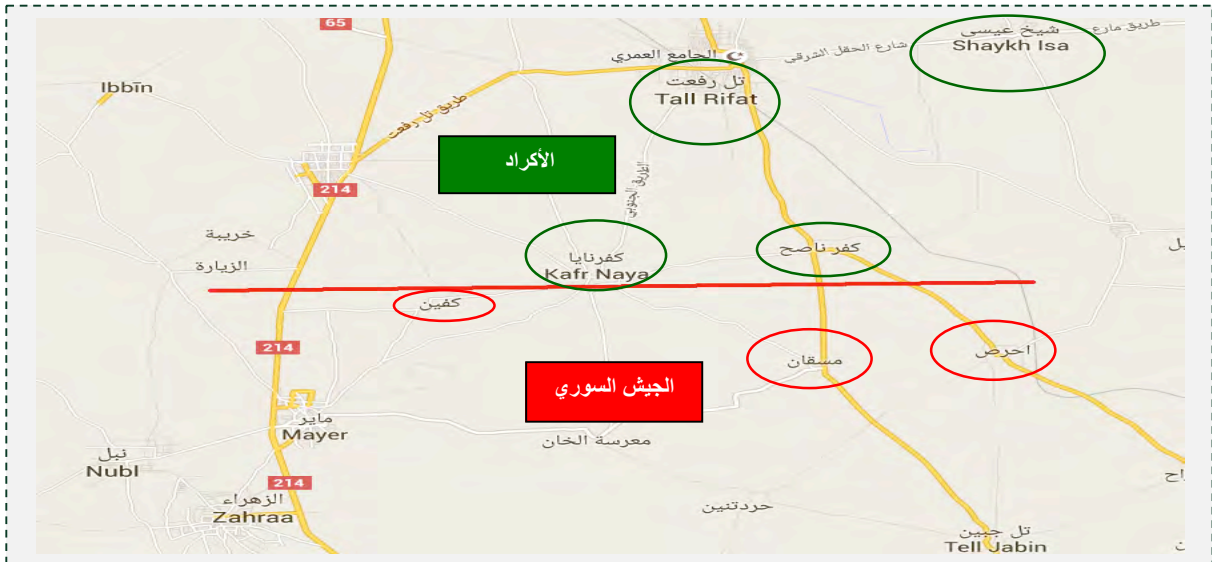 65
شيخ عيسى
Shaykh Isa
طريق مارع
شارع الحقل الشرقي
الجامع العمري
تل رفعت
Tall Rifat
Ibbīn
طريق تل رفعت
الأكراد
214
الطريق الجنوبي
خريبة
كفرنايا
Kafr Naya
كفر ناصح
الزيارة
كفين
214
مسقان
احرص
الجيش السوري
ماير
Mayer
معرسة الخان
نبل
Nubl
214
الزهراء
Zahraa
حردتنين
تل جبين
Tell Jabin